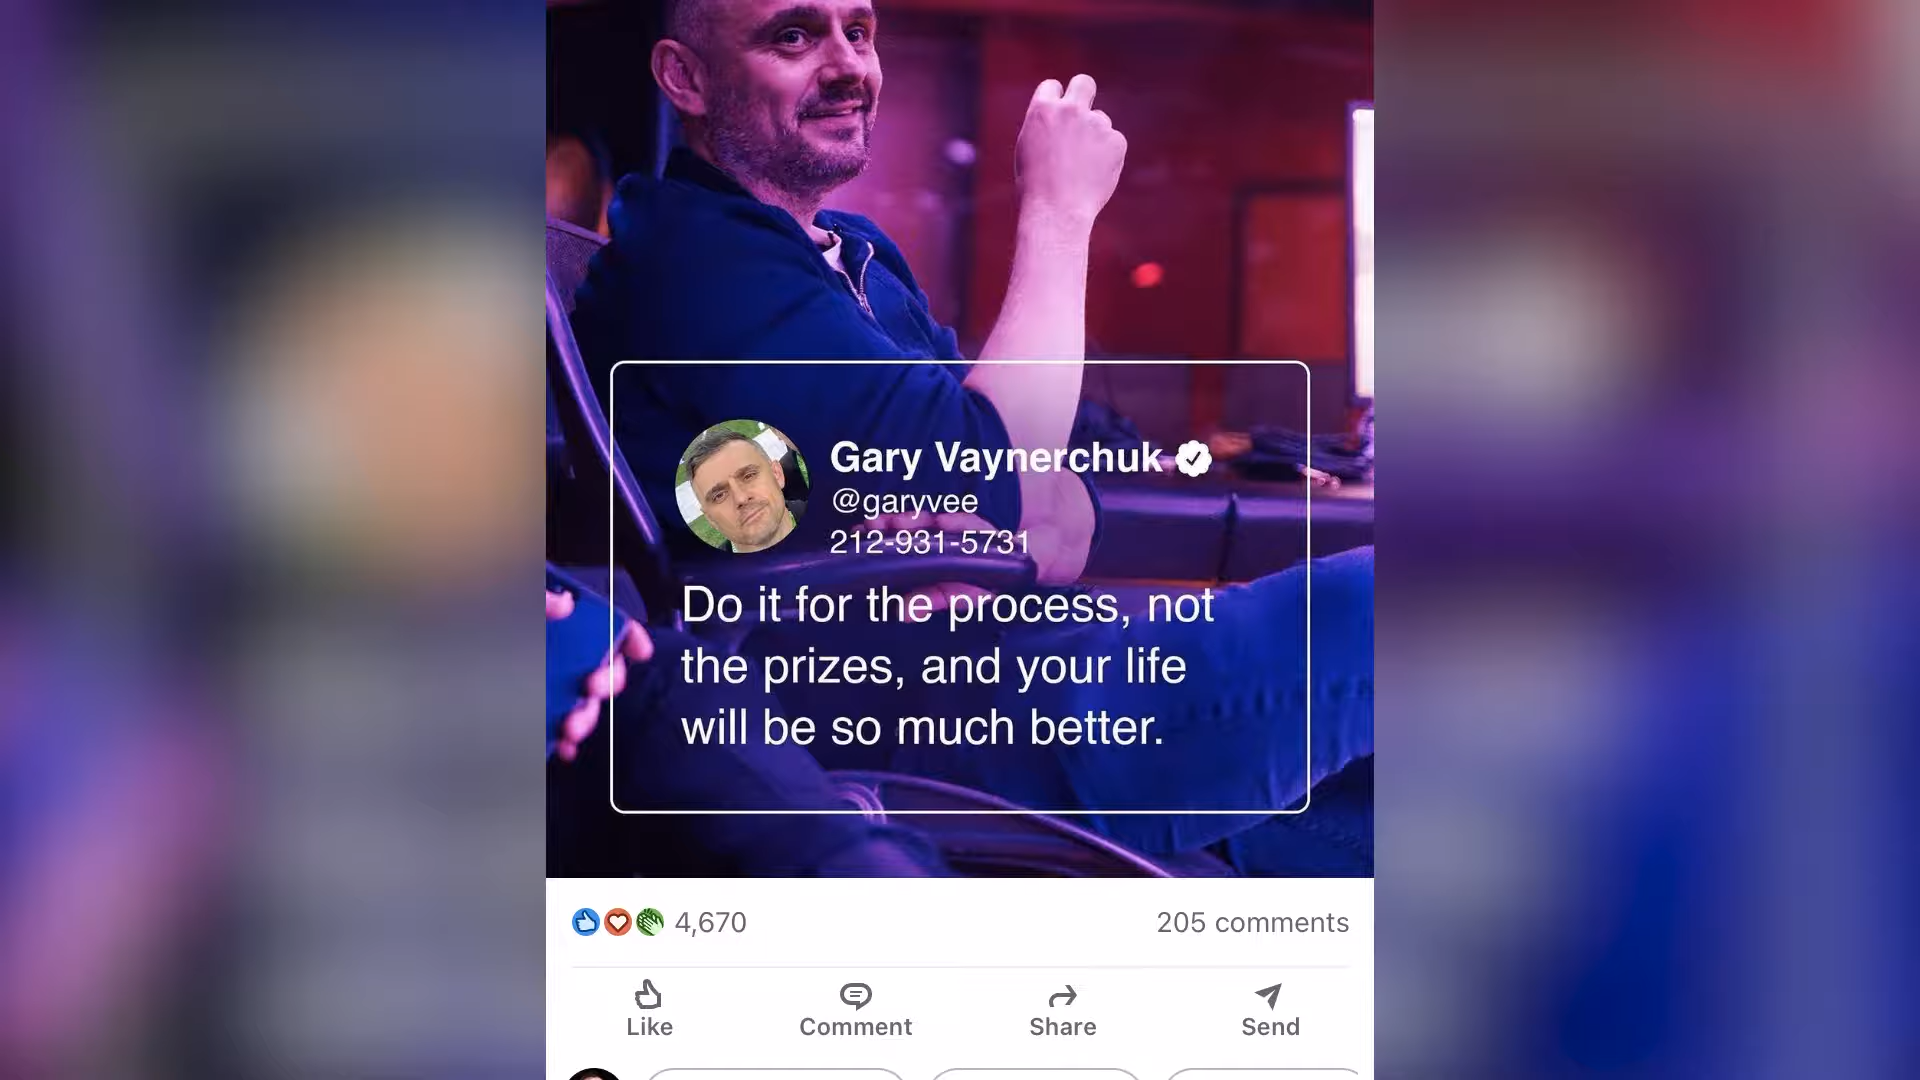 Gary Vaynerchuk
@garyvee
212-931-5731
Do it for the process, not
the prizes, and your life
will be so much better.
4,670
205 comments
Like
Comment
Share
Send